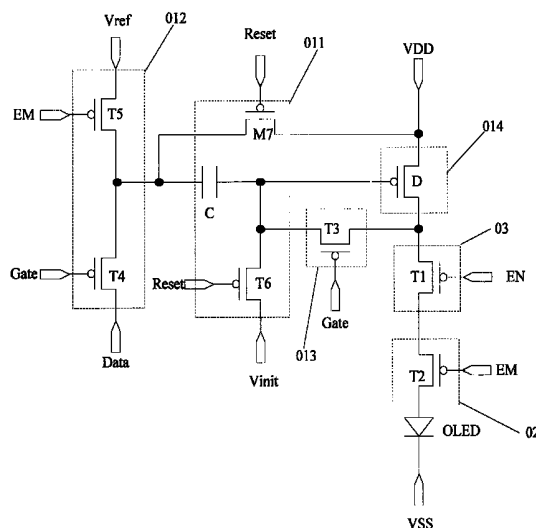 012
Vref
Reset
011
VDD
EM
T5
M7
014
D
C
T3
03
Gate
T4
Reset
T6
T1
EN
Gate
013
Data
Vinit
T2
EM
OLED
02
VSS